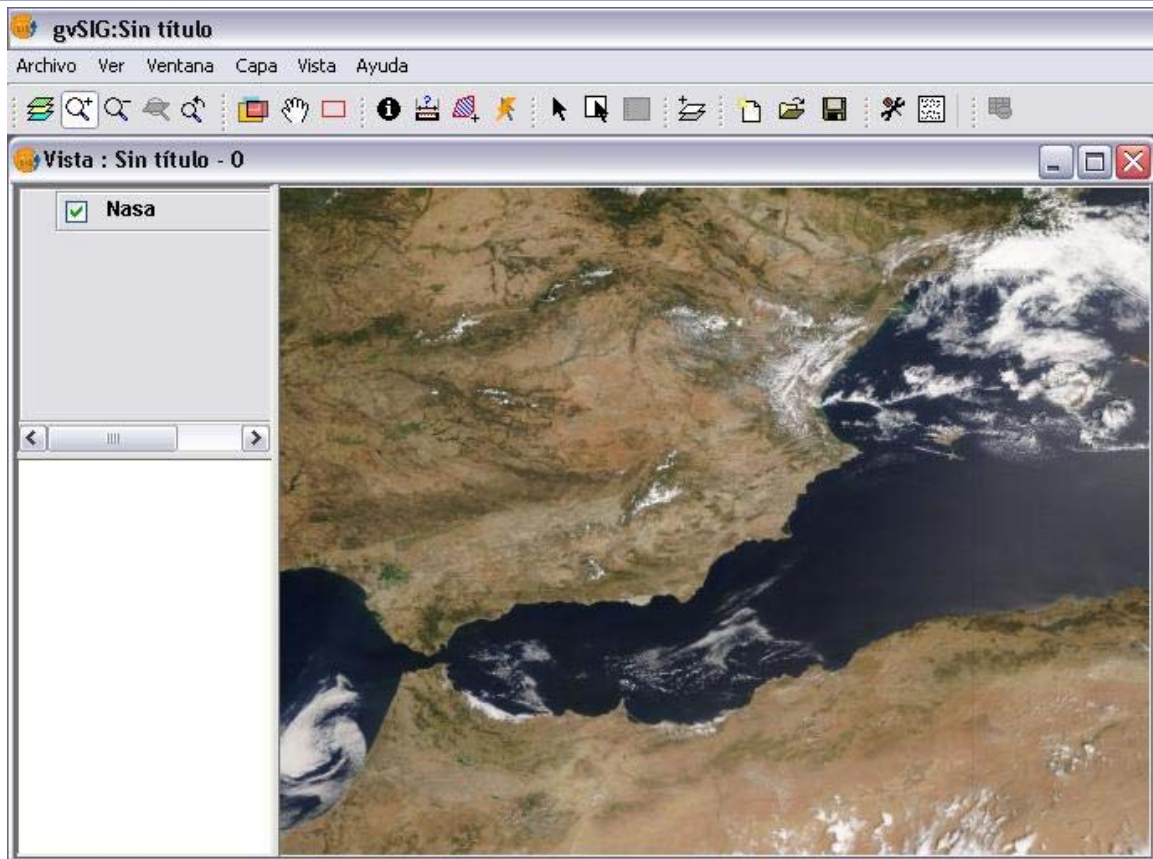 gvSIG:Sin título
Archivo Ver Ventana Capa Vista Ayuda
Vista : Sin título - 0
Nasa